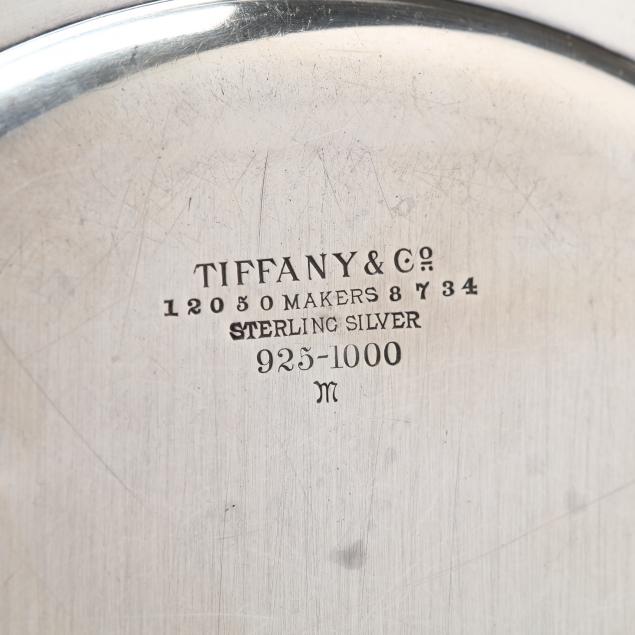 TIFFANY & Cº
12050 MAKERS 8734
STERLING SILVER
925-1000
M